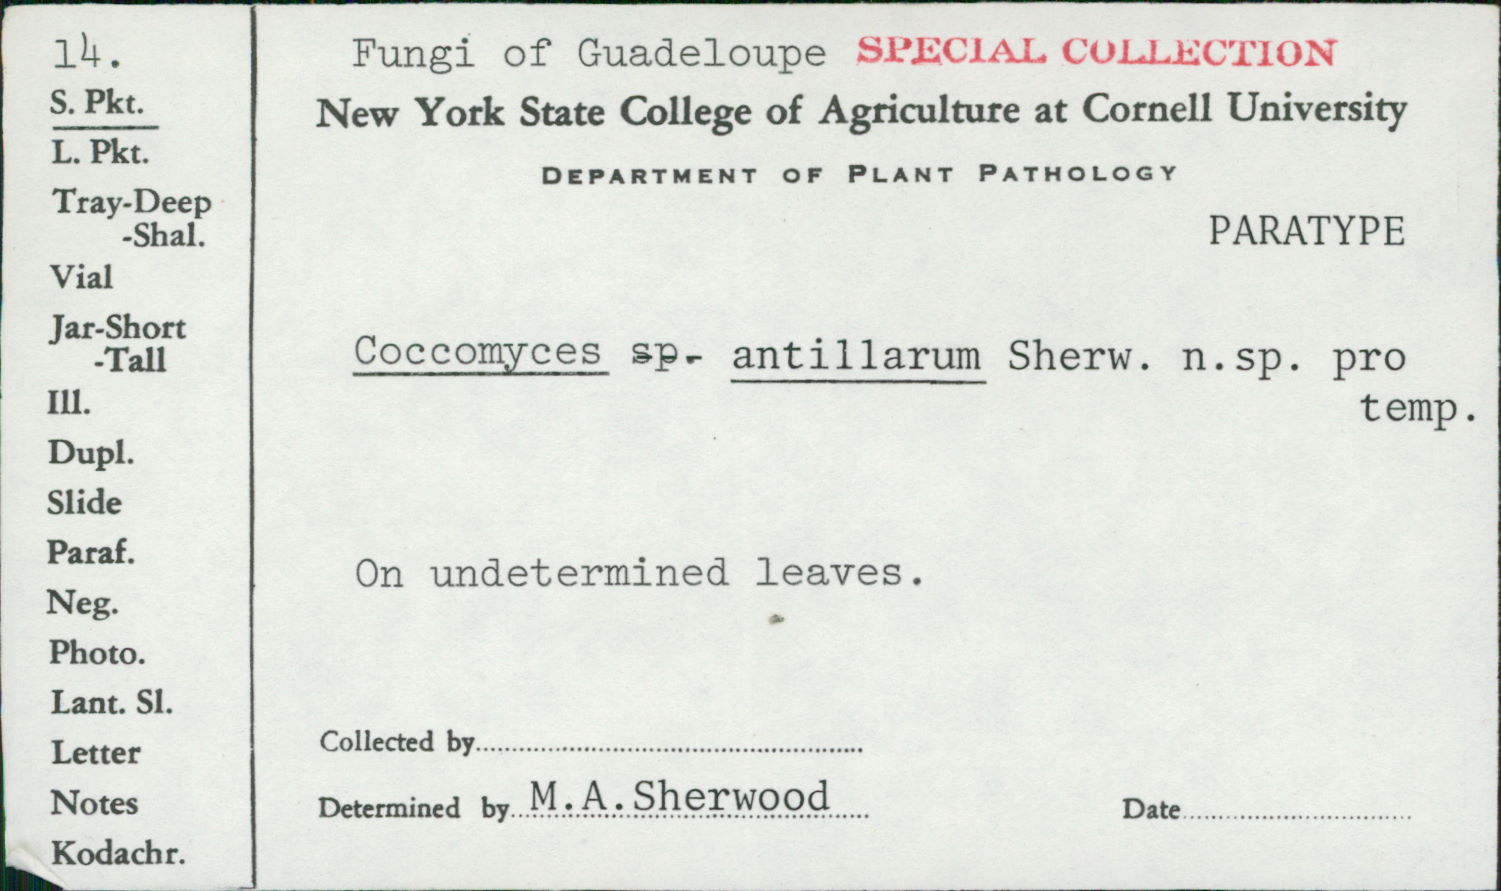 14.
S. Pkt.
L. Pkt.
Tray-Deep
-Shal.
Vial
Jar-Short
-Tall
Ill.
Dupl.
Slide
Paraf.
Neg.
Photo.
Lant. Sl.
Letter
Notes
Kodachr.
Fungi of Guadeloupe SPECIAL COLLECTION
New York State College of Agriculture at Cornell University
DEPARTMENT OF PLANT PATHOLOGY
PARATYPE
Coccomyces sp. antillarum Sherw. n.sp. pro
temp.
On undetermined leaves.
Collected by
Determined by M.A.Sherwood Date